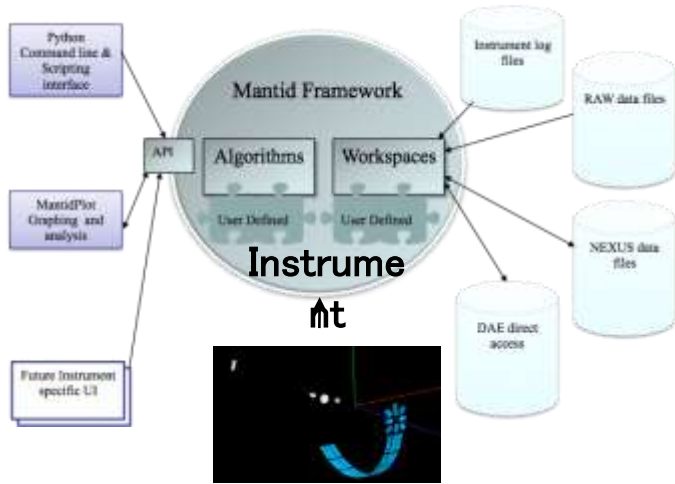 Python
Command line &
Scripting
interface
Mantid Framework
Instrument log
files
RAW data files
API
Algorithms
Workspaces
MantidPlot
Graphing and
analysis
User Defined
User Defined
NEXUS data
files
Instrume
nt
DAE direct
access
Future Instrument
specific UI